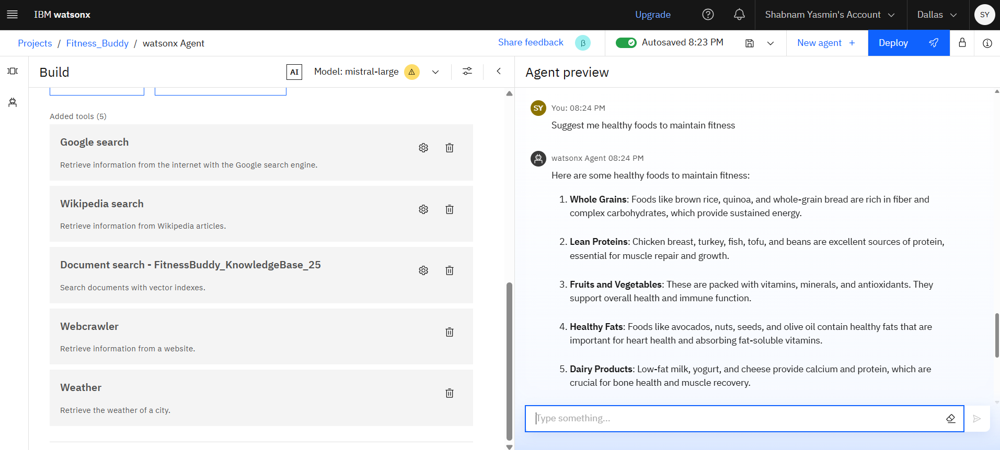 IBM watsonx
Upgrade
Shabnam Yasmin's Account
Dallas
SY
Projects / Fitness_Buddy / watsonx Agent
Share feedback
β
Autosaved 8:23 PM
New agent +
Deploy
Build
AI
Model: mistral-large
Agent preview
Added tools (5)
Google search
Retrieve information from the internet with the Google search engine.
Wikipedia search
Retrieve information from Wikipedia articles.
Document search - FitnessBuddy_KnowledgeBase_25
Search documents with vector indexes.
Webcrawler
Retrieve information from a website.
Weather
Retrieve the weather of a city.
SY
You: 08:24 PM
Suggest me healthy foods to maintain fitness
watsonx Agent 08:24 PM
Here are some healthy foods to maintain fitness:
1. Whole Grains: Foods like brown rice, quinoa, and whole-grain bread are rich in fiber and
complex carbohydrates, which provide sustained energy.
2. Lean Proteins: Chicken breast, turkey, fish, tofu, and beans are excellent sources of protein,
essential for muscle repair and growth.
3. Fruits and Vegetables: These are packed with vitamins, minerals, and antioxidants. They
support overall health and immune function.
4. Healthy Fats: Foods like avocados, nuts, seeds, and olive oil contain healthy fats that are
important for heart health and absorbing fat-soluble vitamins.
5. Dairy Products: Low-fat milk, yogurt, and cheese provide calcium and protein, which are
crucial for bone health and muscle recovery.
Type something...